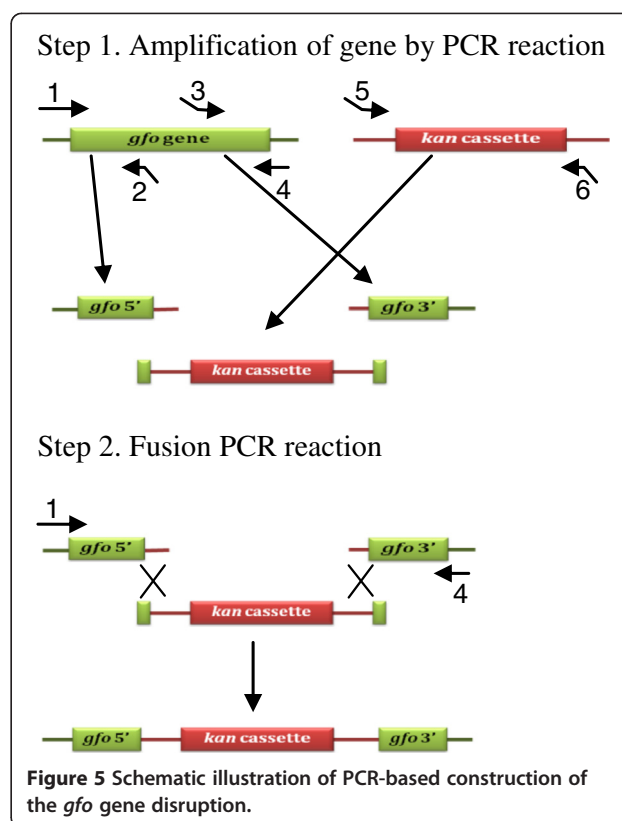 Step 1. Amplification of gene by PCR reaction
1
3
5
gfo gene
kan cassette
2
4
6
gfo 5'
gfo 3'
kan cassette
Step 2. Fusion PCR reaction
1
gfo 5'
gfo 3'
4
kan cassette
gfo 5'
kan cassette
gfo 3'
Figure 5 Schematic illustration of PCR-based construction of
the gfo gene disruption.